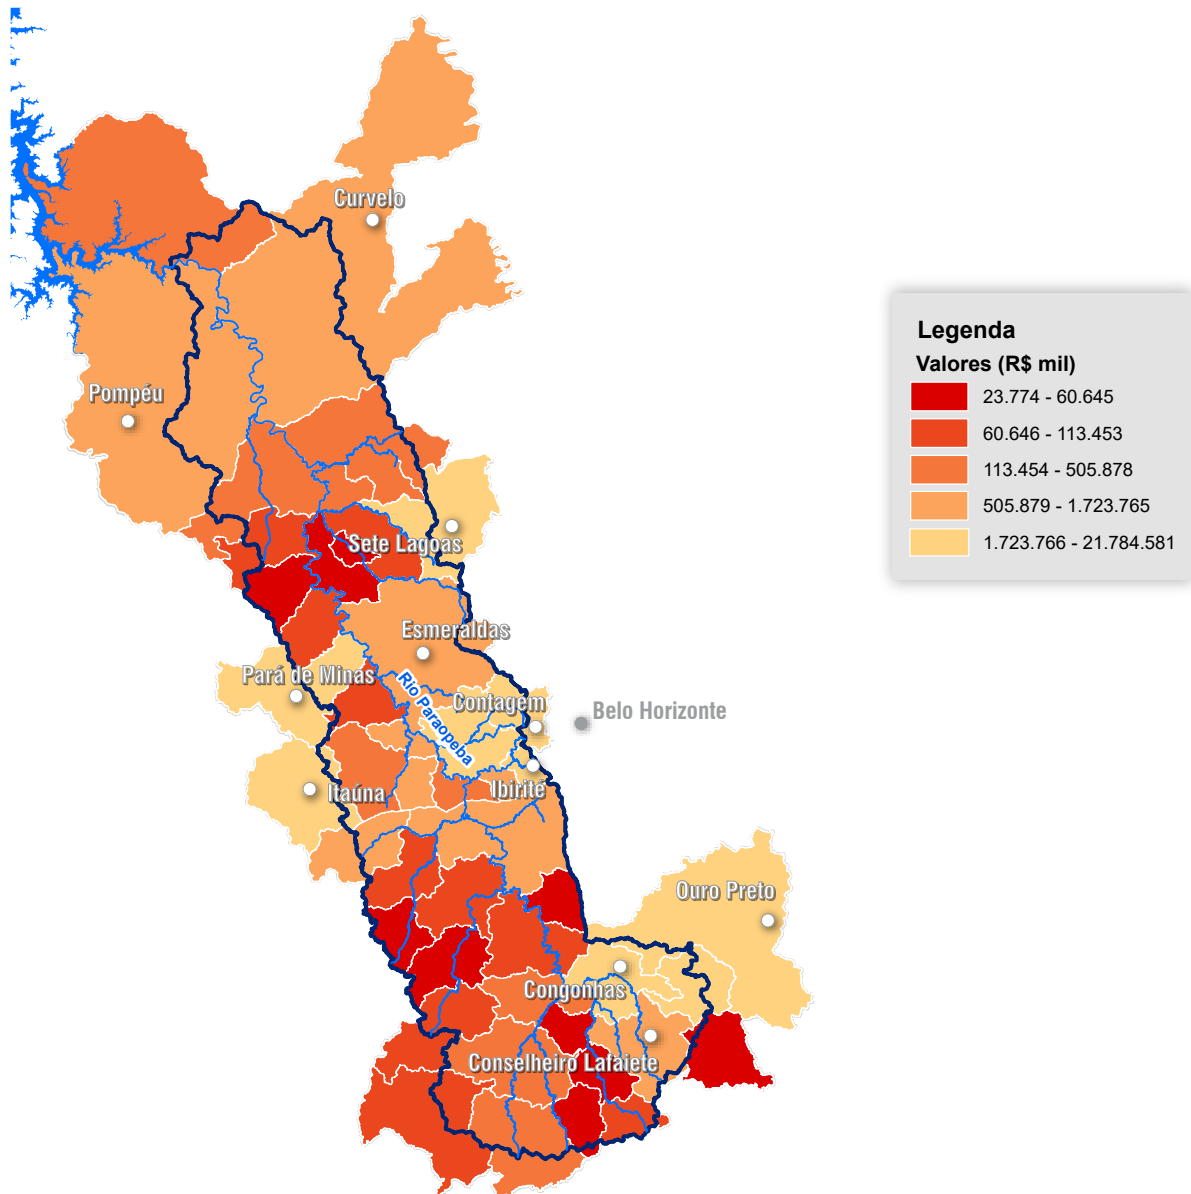 Curvelo
Legenda
Valores (R$ mil)
23.774 - 60.645
60.646 - 113.453
113.454 - 505.878
505.879 - 1.723.765
1.723.766 - 21.784.581
Pompéu
Sete Lagoas
Esmeraldas
Pará de Minas
Rio Paraopeba
Contagem
Belo Horizonte
Itaúna
Ibirité
Ouro Preto
Congonhas
Conselheiro Lafaiete